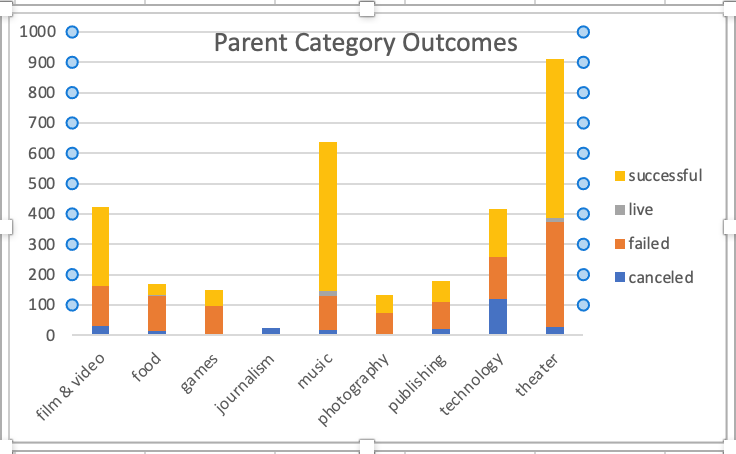 Parent Category Outcomes
1000
900
800
700
600
500
400
300
200
100
0
film & video
food
games
journalism
music
photography
publishing
technology
theater
successful
live
failed
canceled